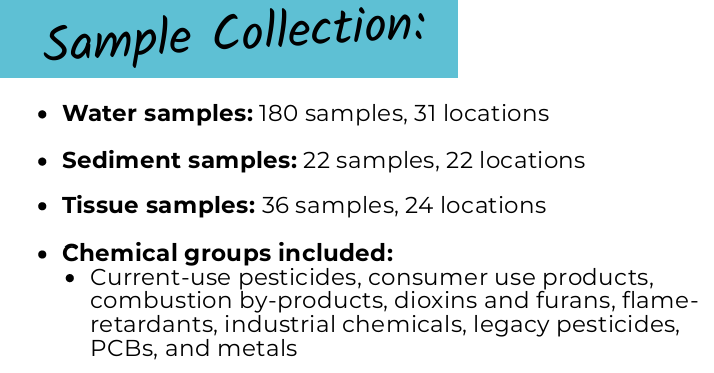 Sample Collection:
• Water samples: 180 samples, 31 locations
• Sediment samples: 22 samples, 22 locations
• Tissue samples: 36 samples, 24 locations
• Chemical groups included:
• Current-use pesticides, consumer use products,
combustion by-products, dioxins and furans, flame-
retardants, industrial chemicals, legacy pesticides,
PCBs, and metals